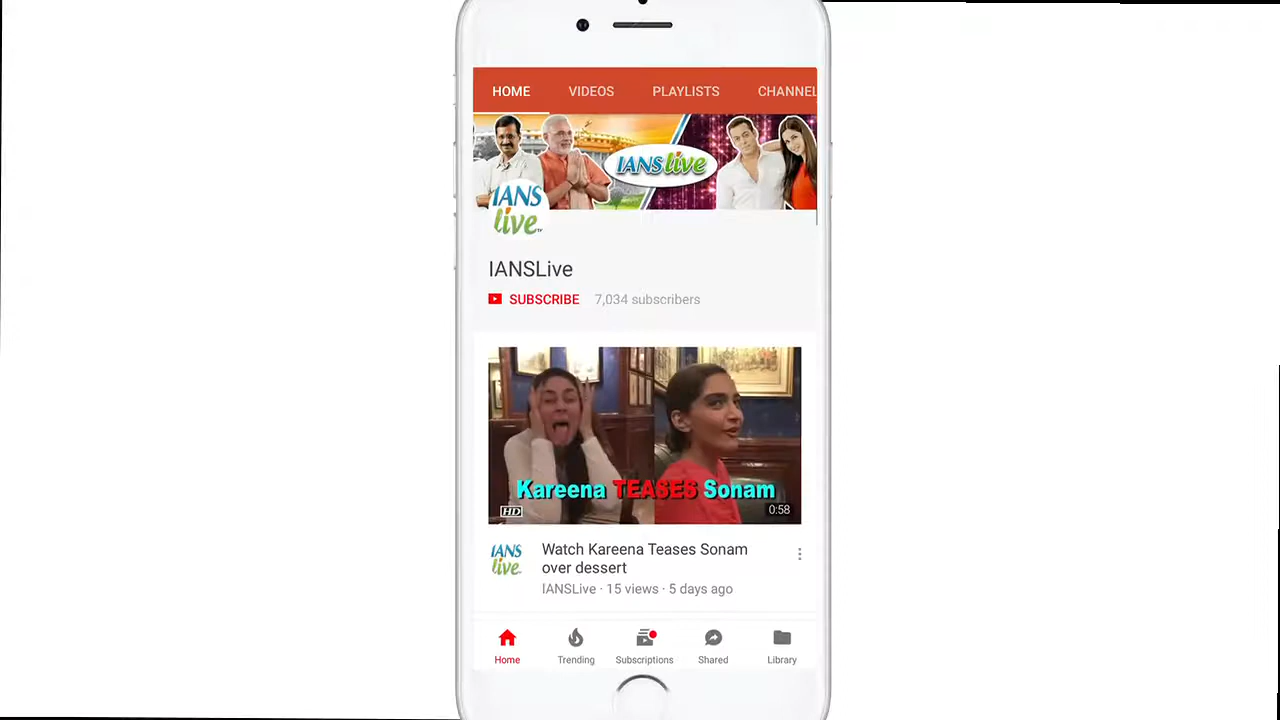 HOME VIDEOS PLAYLISTS CHANNEL
IANSlive
IANS
live
IANSLive
SUBSCRIBE 7,034 subscribers
Kareena TEASES Sonam
HD 0:58
IANS
live
Watch Kareena Teases Sonam
over dessert
IANSLive · 15 views · 5 days ago
Home Trending Subscriptions Shared Library